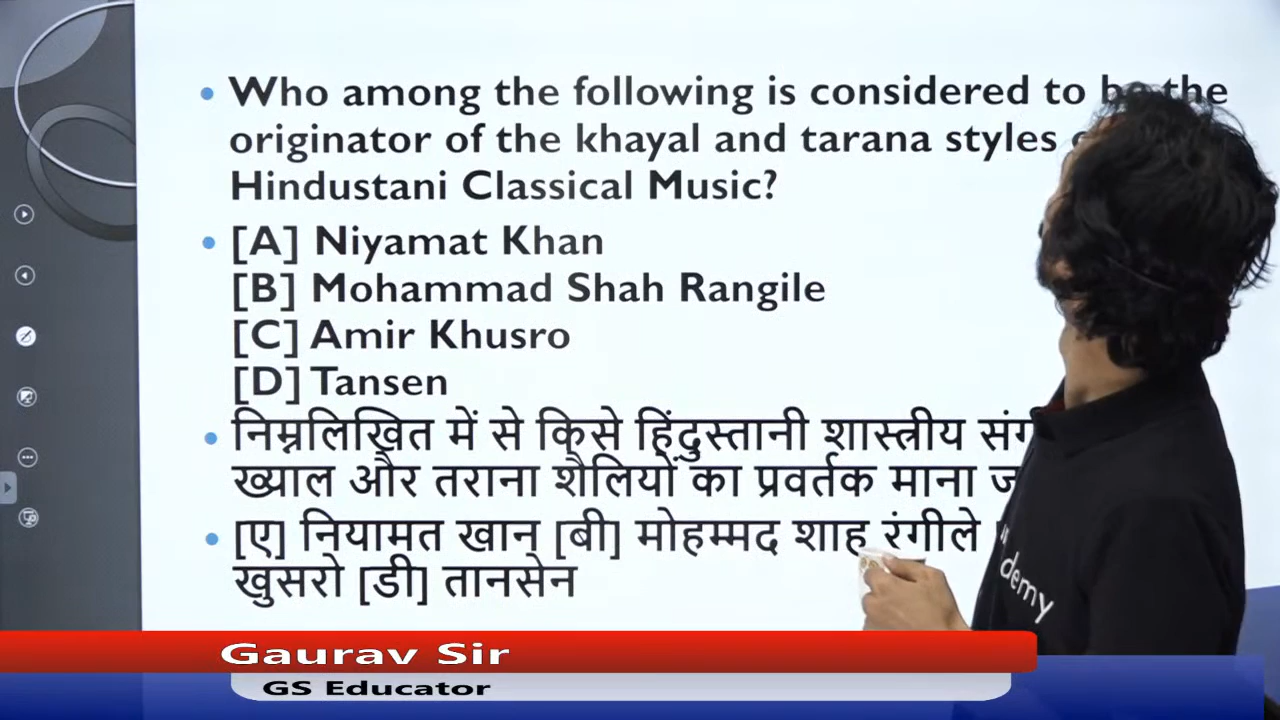 Who among the following is considered to be the
originator of the khayal and tarana styles
Hindustani Classical Music?
[A] Niyamat Khan
[B] Mohammad Shah Rangile
[C] Amir Khusro
[D] Tansen
निम्नलिखित में से किसे हिंदुस्तानी शास्त्रीय
ख्याल और तराना शैलियों का प्रवर्तक माना
[ए] नियामत खान [बी] मोहम्मद शाह रंगीले
खुसरो [डी] तानसेन
demy
Gaurav Sir
GS Educator